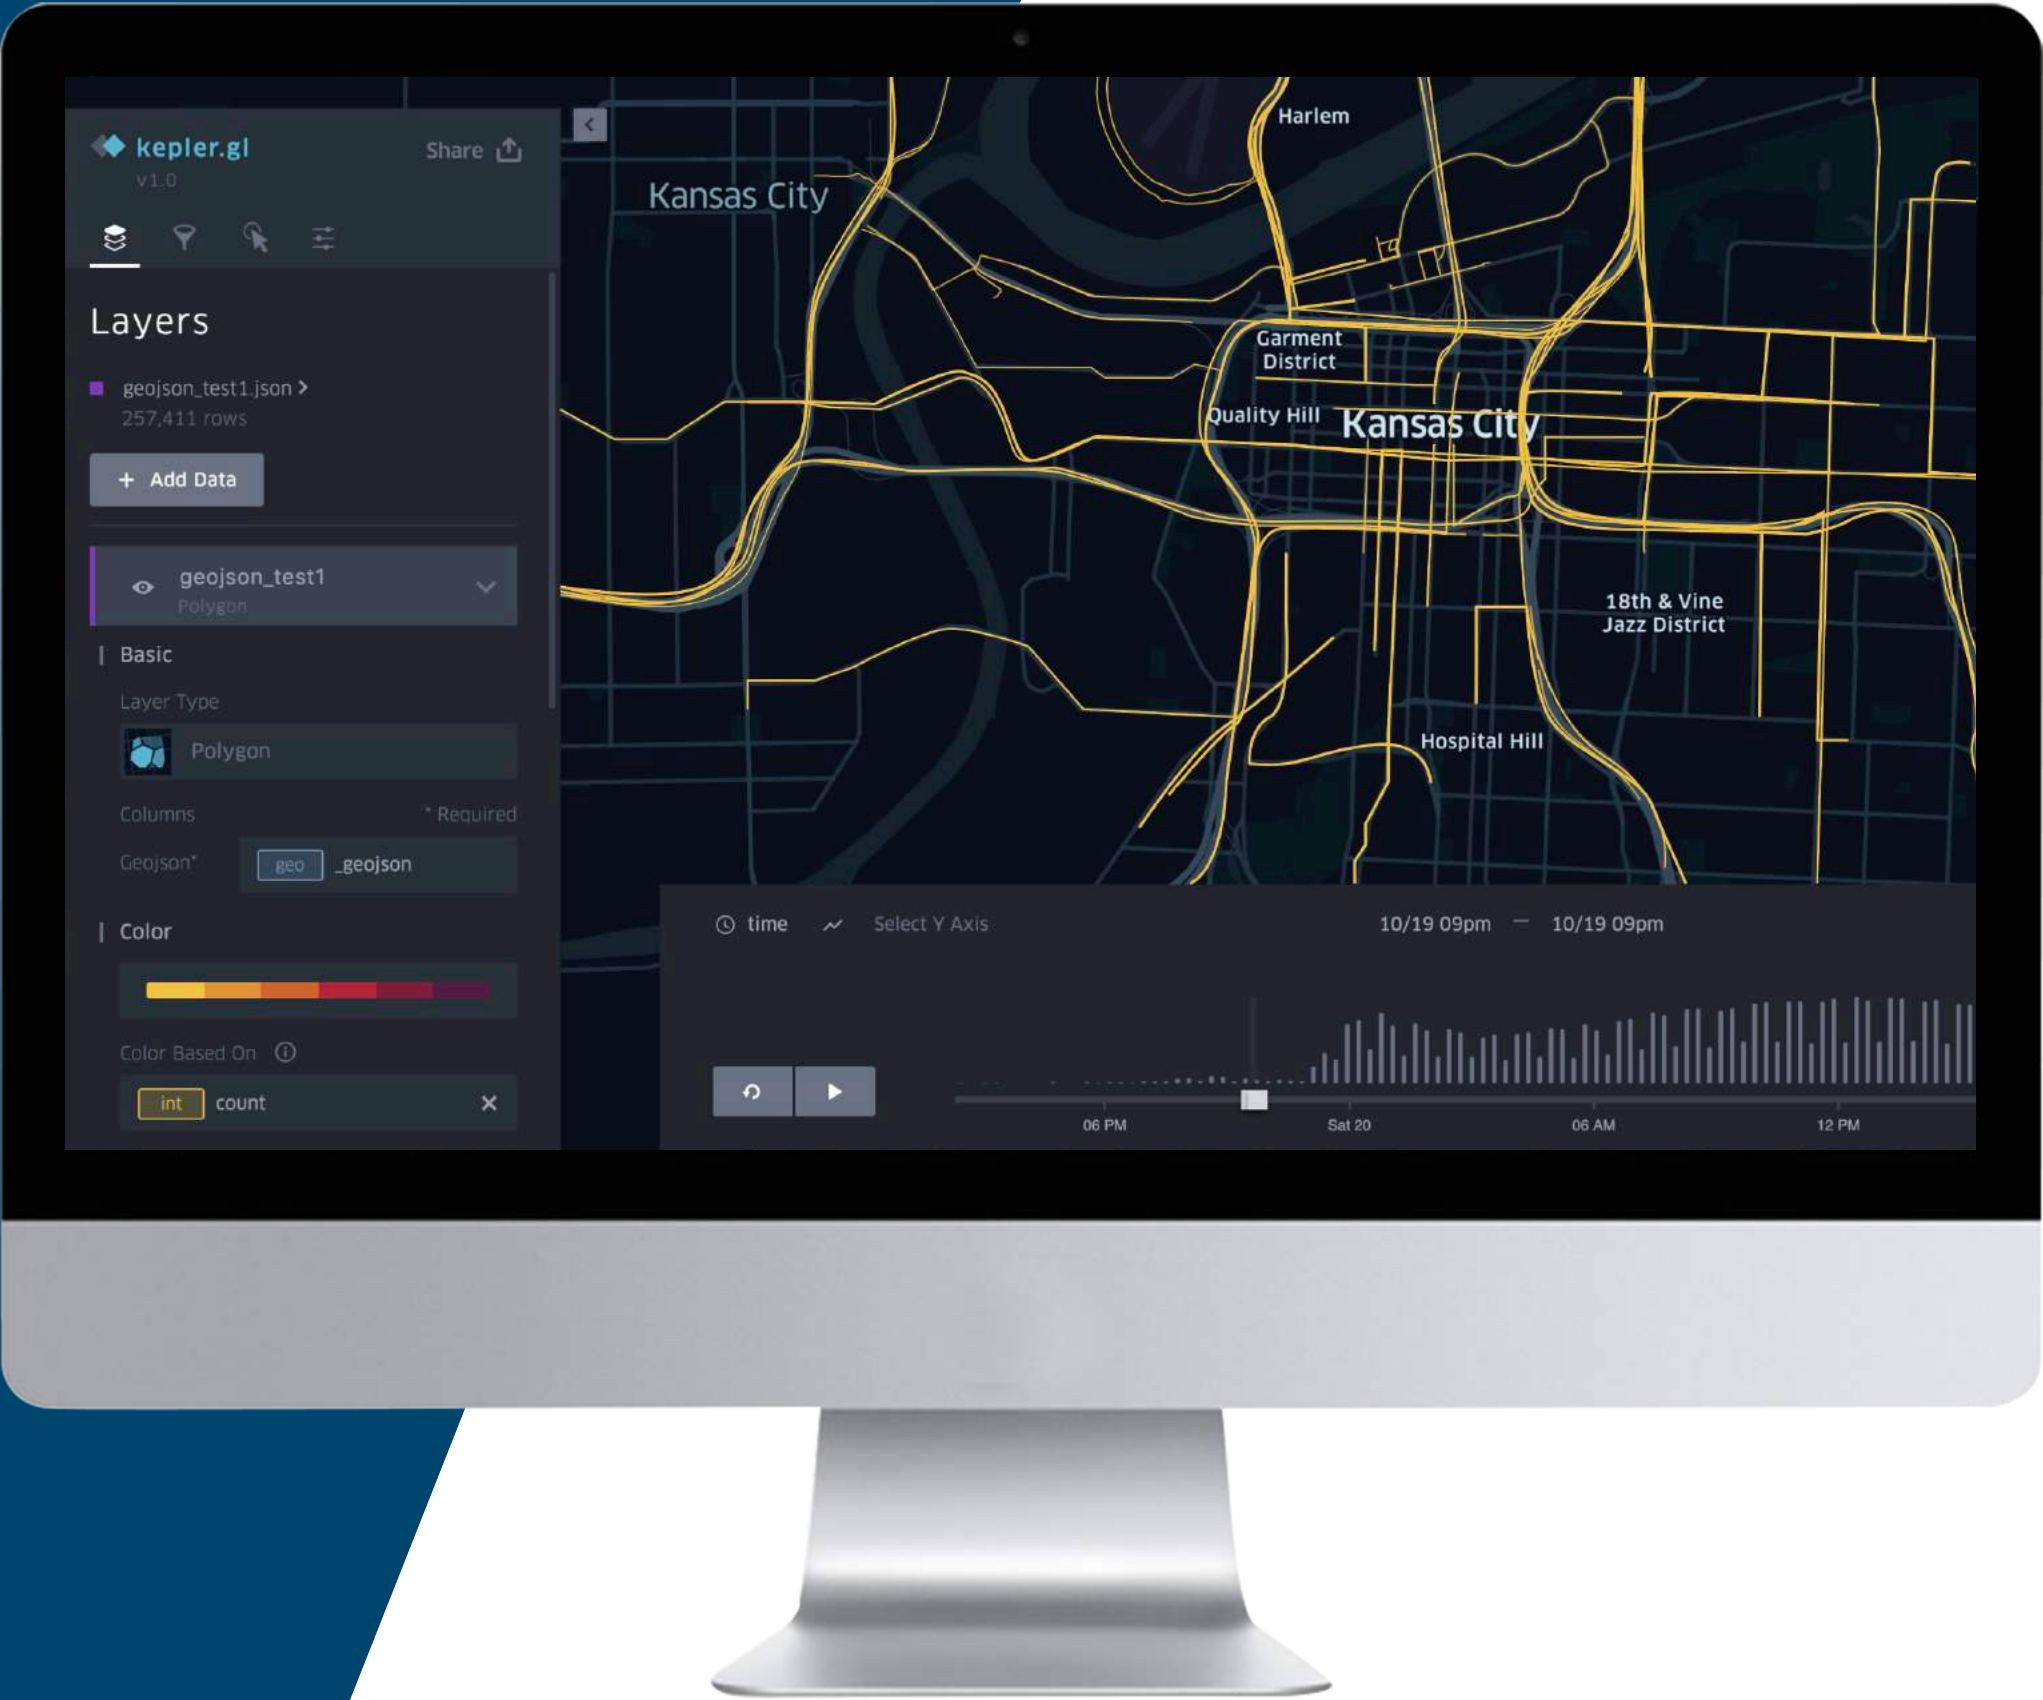 kepler.gl
v1.0
Share
Layers
geojson_test1.json
257,411 rows
+ Add Data
geojson_test1
Polygon
Basic
Layer Type
Polygon
Columns
* Required
Geojson*
geo
_geojson
Color
Color Based On
int
count
Kansas City
Harlem
Garment
District
Quality Hill
Kansas City
18th & Vine
Jazz District
Hospital Hill
time
Select Y Axis
10/19 09pm — 10/19 09pm
06 PM
Sat 20
06 AM
12 PM